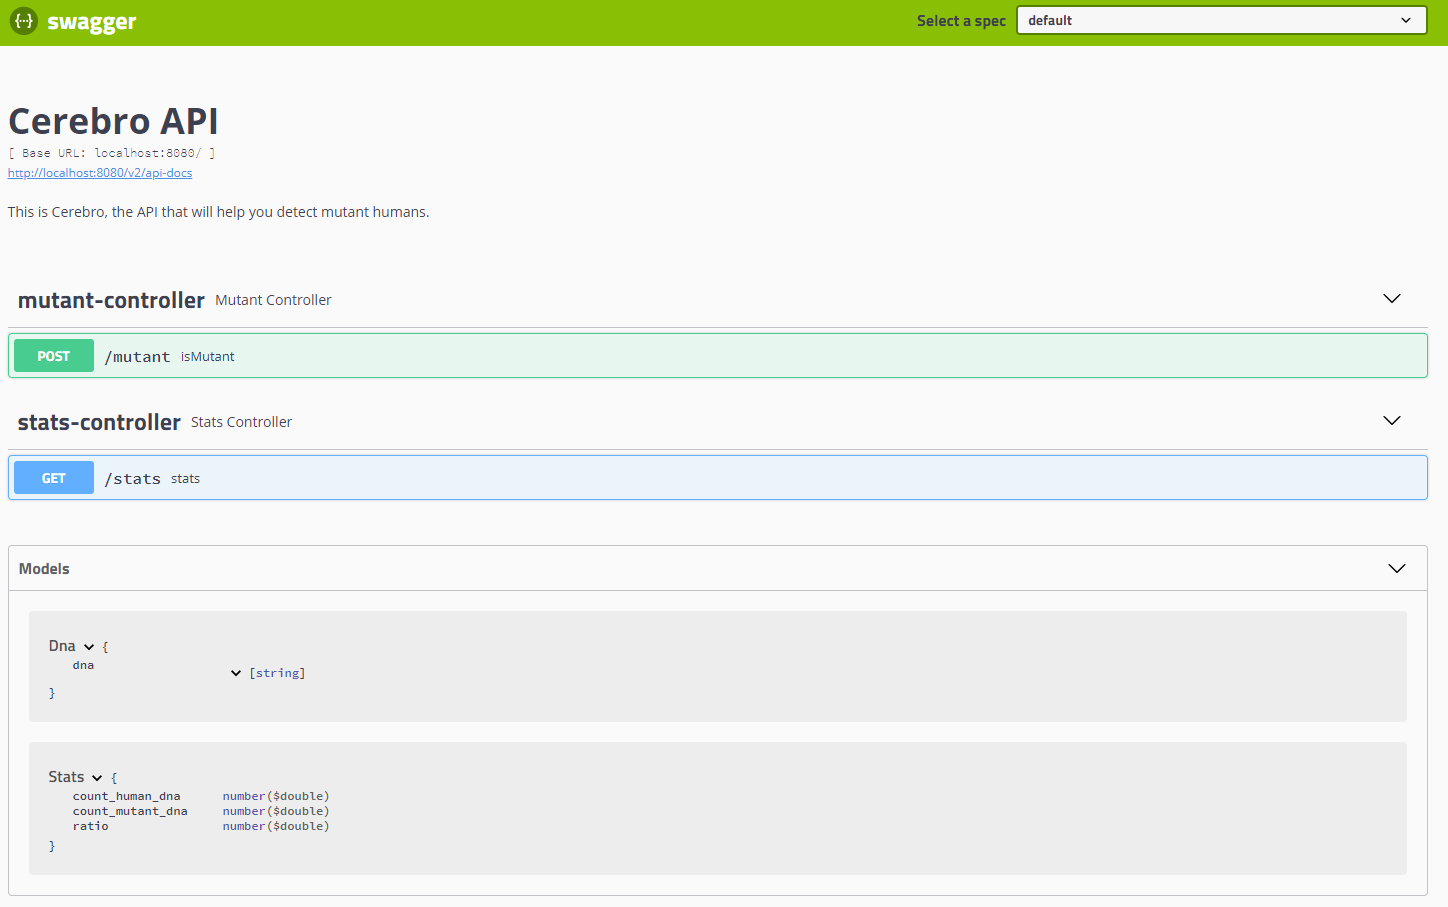 {···} swagger
Select a spec default
Cerebro API
[ Base URL: localhost:8080/ ]
http://localhost:8080/v2/api-docs
This is Cerebro, the API that will help you detect mutant humans.
mutant-controller Mutant Controller
POST /mutant isMutant
stats-controller Stats Controller
GET /stats stats
Models
Dna {
dna
[string]
}
Stats {
count_human_dna number($double)
count_mutant_dna number($double)
ratio number($double)
}